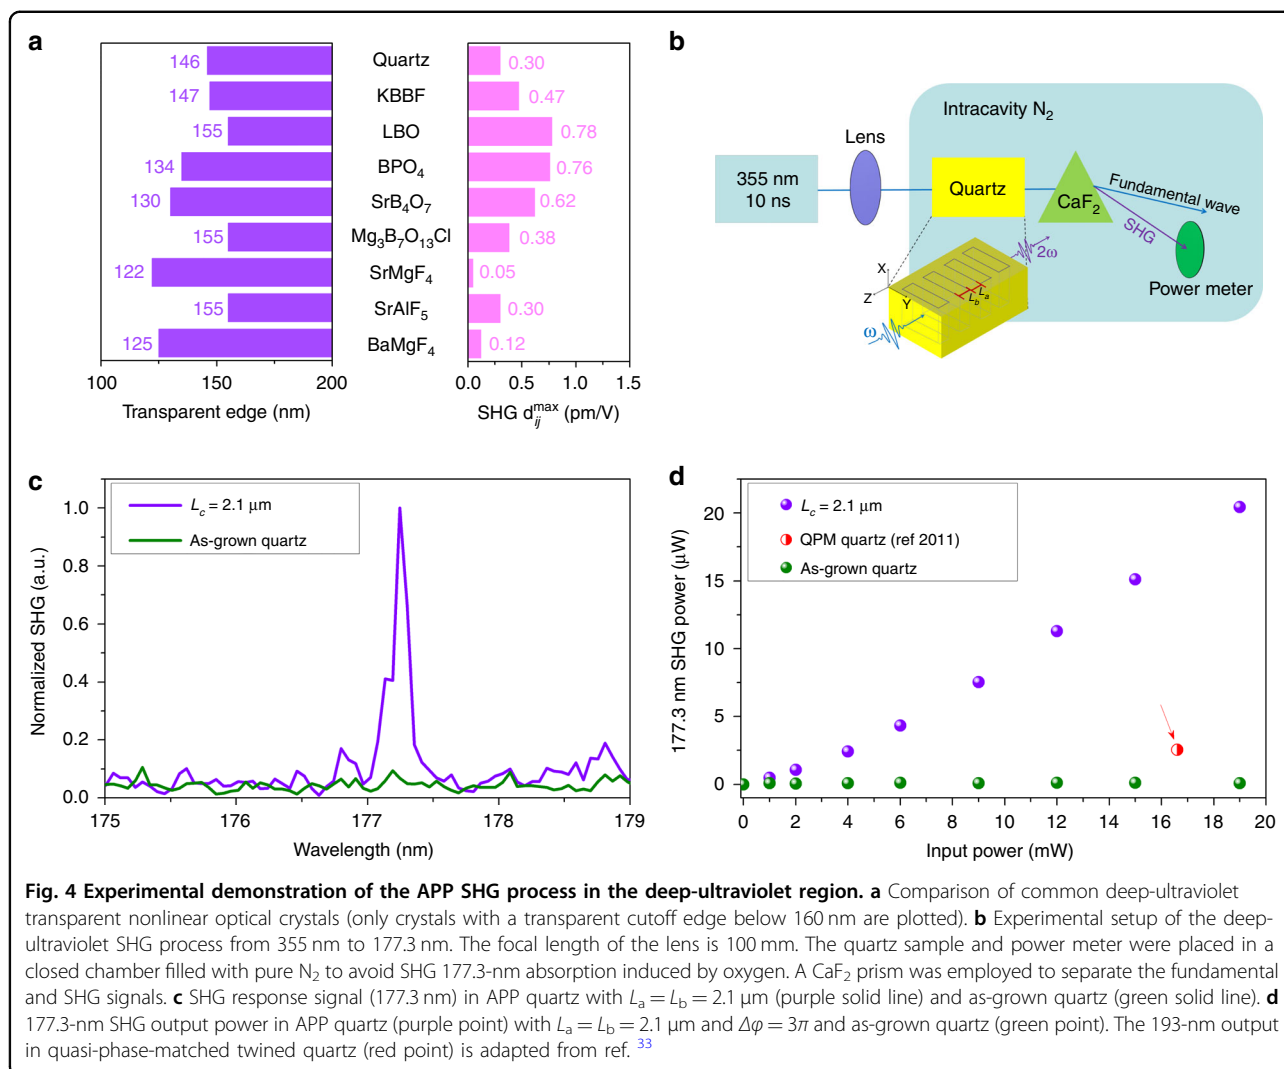 a
146 Quartz 0.30
147 KBBF 0.47
155 LBO 0.78
134 BPO₄ 0.76
130 SrB₄O₇ 0.62
155 Mg₃B₇O₁₃Cl 0.38
122 SrMgF₄ 0.05
155 SrAlF₅ 0.30
125 BaMgF₄ 0.12
100 150 200 0.0 0.5 1.0 1.5
Transparent edge (nm) SHG d_ij^max (pm/V)
b
Intracavity N₂
Lens
355 nm
10 ns
Quartz
CaF₂
Fundamental wave
SHG
Power meter
2ω
X
Z
Y
L_b L_a
ω
c
L_c = 2.1 μm
As-grown quartz
Normalized SHG (a.u.)
1.0
0.8
0.6
0.4
0.2
0.0
175 176 177 178 179
Wavelength (nm)
d
L_c = 2.1 μm
QPM quartz (ref 2011)
As-grown quartz
177.3 nm SHG power (μW)
20
15
10
5
0
0 2 4 6 8 10 12 14 16 18 20
Input power (mW)
Fig. 4 Experimental demonstration of the APP SHG process in the deep-ultraviolet region. a Comparison of common deep-ultraviolet
transparent nonlinear optical crystals (only crystals with a transparent cutoff edge below 160 nm are plotted). b Experimental setup of the deep-
ultraviolet SHG process from 355 nm to 177.3 nm. The focal length of the lens is 100 mm. The quartz sample and power meter were placed in a
closed chamber filled with pure N₂ to avoid SHG 177.3-nm absorption induced by oxygen. A CaF₂ prism was employed to separate the fundamental
and SHG signals. c SHG response signal (177.3 nm) in APP quartz with Lₐ = L_b = 2.1 μm (purple solid line) and as-grown quartz (green solid line). d
177.3-nm SHG output power in APP quartz (purple point) with Lₐ = L_b = 2.1 μm and Δφ = 3π and as-grown quartz (green point). The 193-nm output
in quasi-phase-matched twined quartz (red point) is adapted from ref. ³³